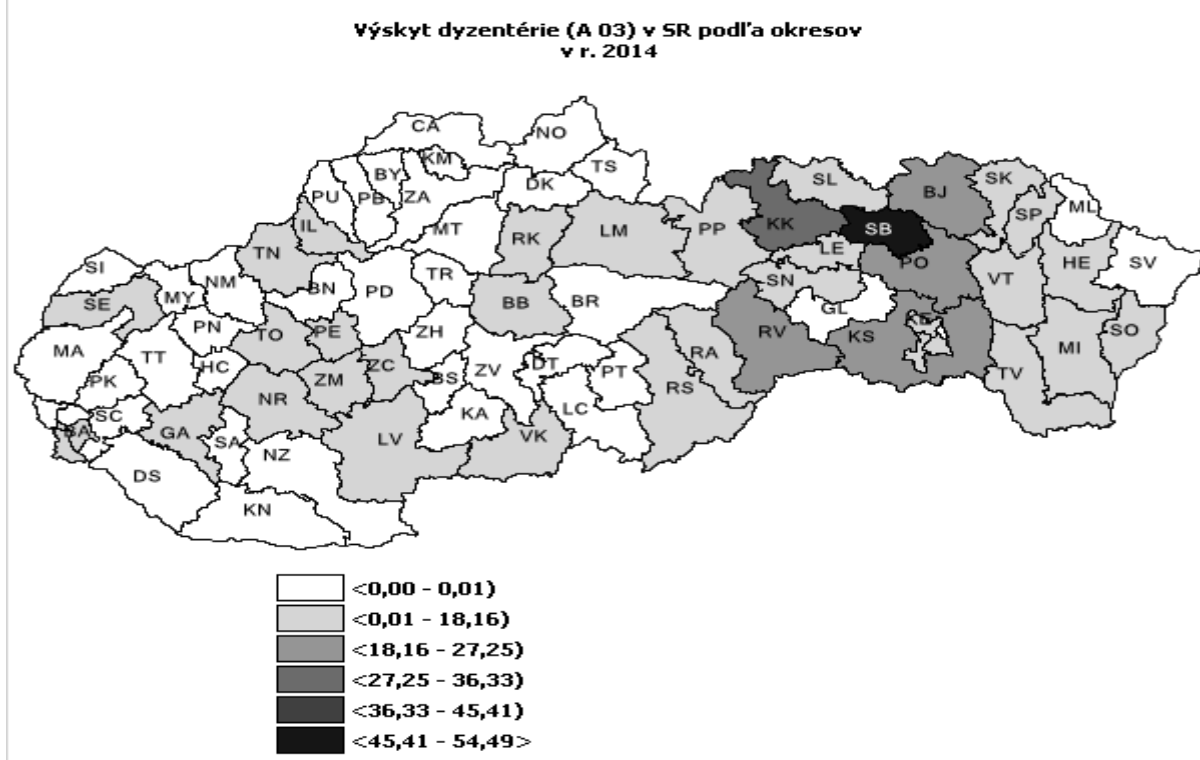 Výskyt dyzentérie (A 03) v SR podľa okresov
v r. 2014
CA
NO
KM
TS
BY
DK
PU
PB
ZA
SL
BJ
SK
IL
MT
SP
ML
RK
LM
PP
KK
SB
TN
LE
PO
SI
TR
HE
SV
NM
BN
PD
SN
VT
SE
MY
BB
BR
GL
PN
TO
PE
ZH
RV
KS
KE
SO
MA
TT
HC
ZC
DT
RA
MI
PK
ZM
BS
ZV
PT
TV
NR
RS
SC
KA
LC
BA
GA
SA
LV
VK
NZ
DS
KN
<0,00 - 0,01)
<0,01 - 18,16)
<18,16 - 27,25)
<27,25 - 36,33)
<36,33 - 45,41)
<45,41 - 54,49>